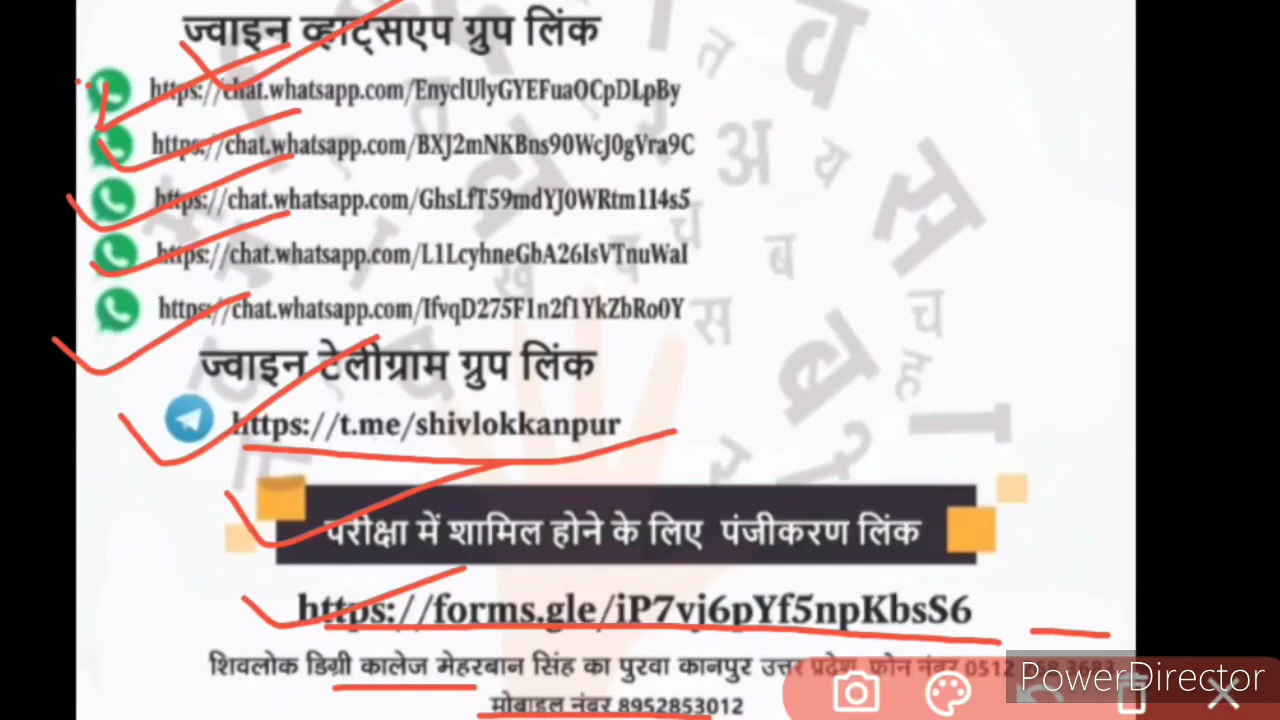 ज्वाइन व्हाट्सएप ग्रुप लिंक
https://chat.whatsapp.com/EnyclUlyGYEFuaOCpDLpBy
https://chat.whatsapp.com/BXJ2mNKBns90WcJ0gVra9C
https://chat.whatsapp.com/GhsLfT59mdYJ0WRtm114s5
https://chat.whatsapp.com/L1LcyhneGbA26IsVTnuWaI
https://chat.whatsapp.com/IfvqD275F1n2f1YkZbRo0Y
ज्वाइन टेलीग्राम ग्रुप लिंक
https://t.me/shivlokkanpur
परीक्षा में शामिल होने के लिए पंजीकरण लिंक
https://forms.gle/iP7vj6pYf5npKbsS6
शिवलोक डिग्री कालेज मेहरबान सिंह का पुरवा कानपुर उत्तर प्रदेश फोन नंबर 0512
मोबाइल नंबर 8952853012
PowerDirector